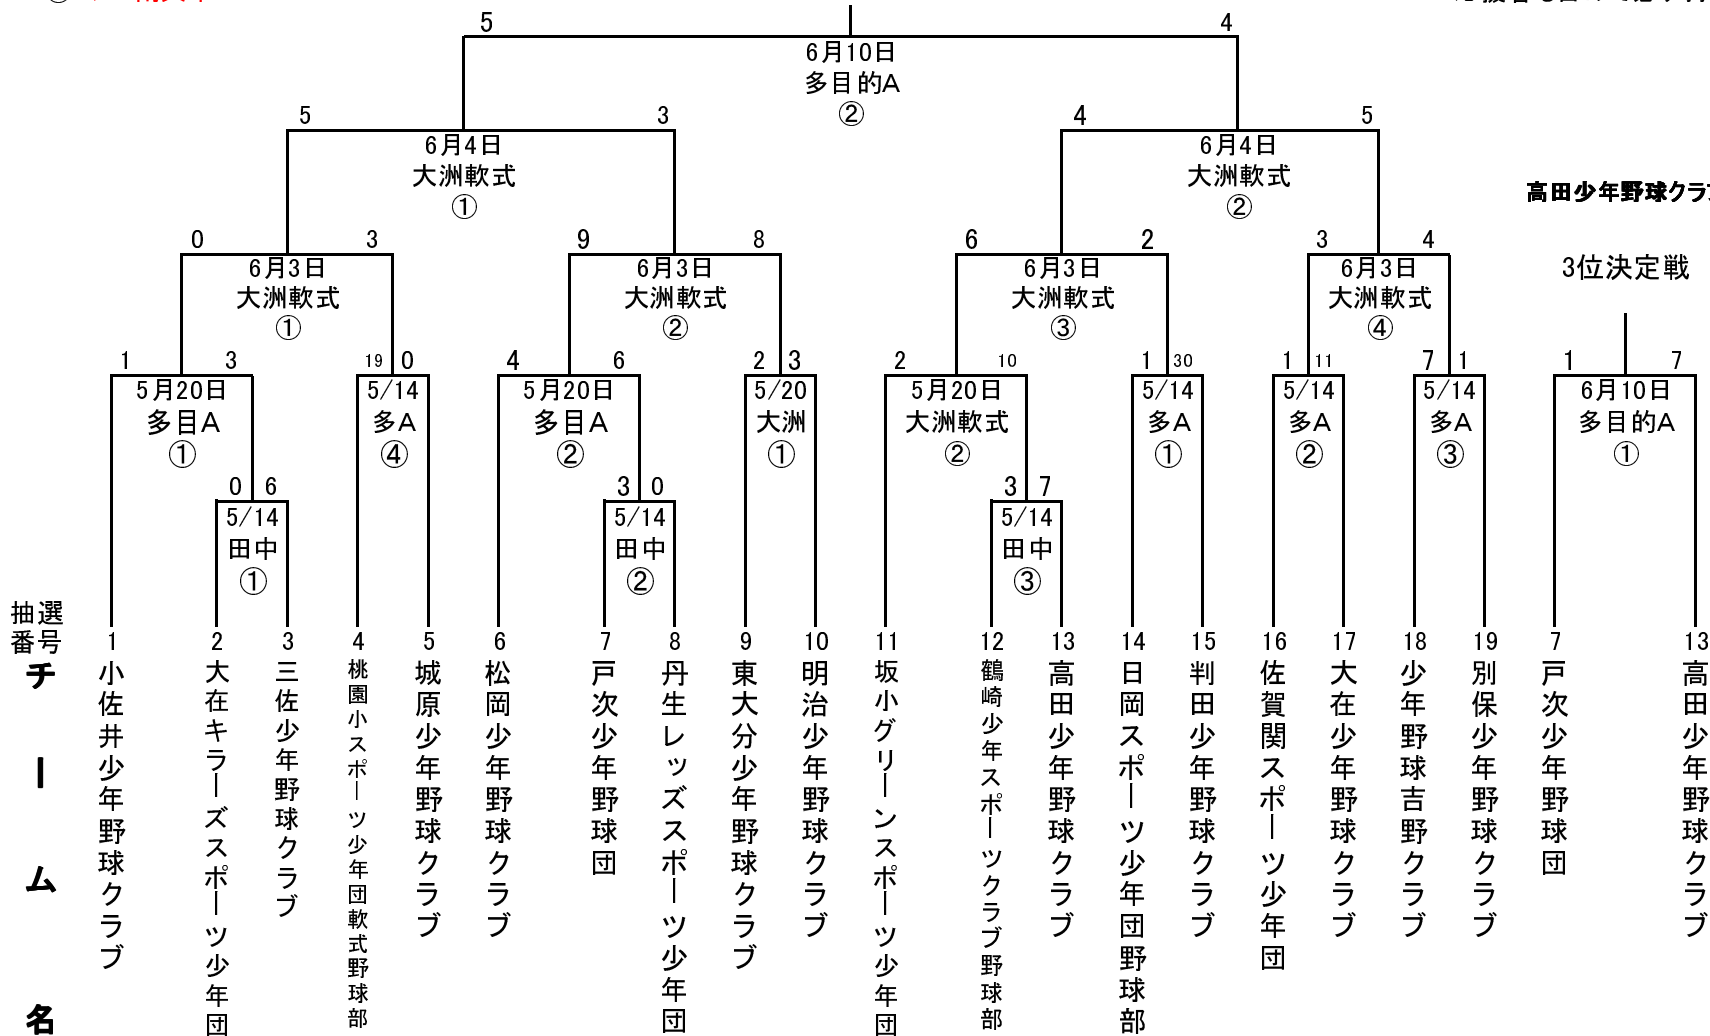 5 4
6月10日
多目的A
②
5 3 4 5
6月4日 6月4日
大洲軟式 大洲軟式
① ②
高田少年野球クラブ
0 3 9 8 6 2 3 4
6月3日 6月3日 6月3日 6月3日 3位決定戦
大洲軟式 大洲軟式 大洲軟式 大洲軟式
① ② ③ ④
1 3 19 0 4 6 2 3 2 10 1 30 1 11 7 1 1 7
5月20日 5/14 5月20日 5/20 5月20日 5/14 5/14 5/14 6月10日
多目A 多A 多目A 大洲 大洲軟式 多A 多A 多A 多目的A
① ④ ② ① ② ① ② ③ ①
0 6 3 0 3 7
5/14 5/14 5/14
田中 田中 田中
① ② ③
抽選
番号 1 2 3 4 5 6 7 8 9 10 11 12 13 14 15 16 17 18 19 7 13
チーム名
小佐井少年野球クラブ
大在キラーズスポーツ少年団
三佐少年野球クラブ
桃園小スポーツ少年団軟式野球部
城原少年野球クラブ
松岡少年野球クラブ
戸次少年野球団
丹生レッズスポーツ少年団
東大分少年野球クラブ
明治少年野球クラブ
坂小グリーンスポーツ少年団
鶴崎少年スポーツクラブ野球部
高田少年野球クラブ
日岡スポーツ少年団野球部
判田少年野球クラブ
佐賀関スポーツ少年団
大在少年野球クラブ
少年野球吉野クラブ
別保少年野球クラブ
戸次少年野球団
高田少年野球クラブ